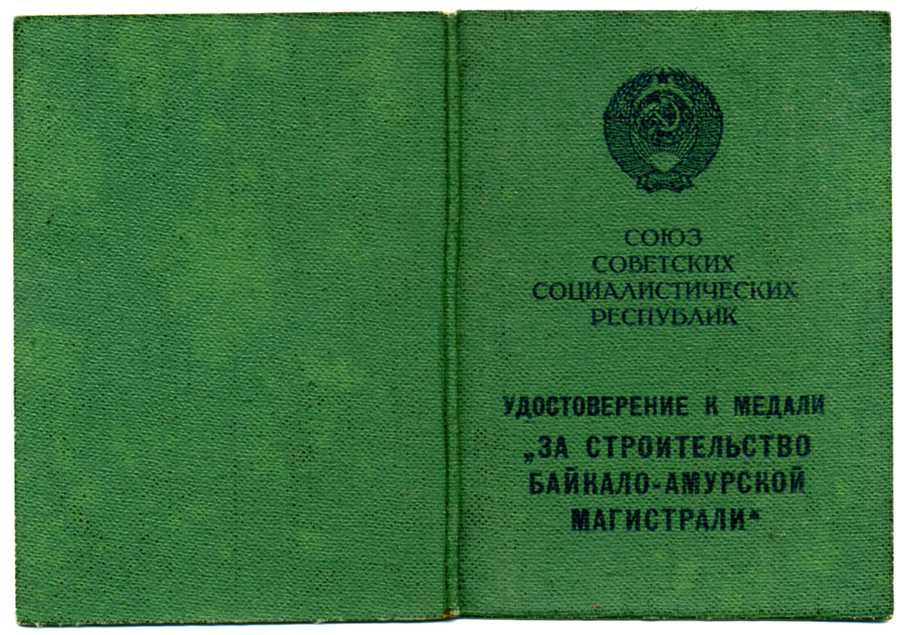 СОЮЗ
СОВЕТСКИХ
СОЦИАЛИСТИЧЕСКИХ
РЕСПУБЛИК
УДОСТОВЕРЕНИЕ К МЕДАЛИ
„ЗА СТРОИТЕЛЬСТВО
БАЙКАЛО-АМУРСКОЙ
МАГИСТРАЛИ“